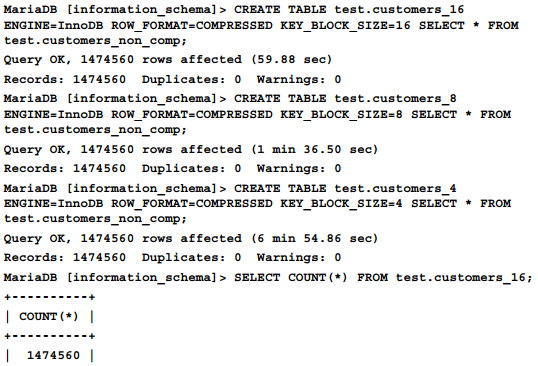 MariaDB [information_schema]> CREATE TABLE test.customers_16
ENGINE=InnoDB ROW_FORMAT=COMPRESSED KEY_BLOCK_SIZE=16 SELECT * FROM
test.customers_non_comp;
Query OK, 1474560 rows affected (59.88 sec)
Records: 1474560  Duplicates: 0  Warnings: 0
MariaDB [information_schema]> CREATE TABLE test.customers_8
ENGINE=InnoDB ROW_FORMAT=COMPRESSED KEY_BLOCK_SIZE=8 SELECT * FROM
test.customers_non_comp;
Query OK, 1474560 rows affected (1 min 36.50 sec)
Records: 1474560  Duplicates: 0  Warnings: 0
MariaDB [information_schema]> CREATE TABLE test.customers_4
ENGINE=InnoDB ROW_FORMAT=COMPRESSED KEY_BLOCK_SIZE=4 SELECT * FROM
test.customers_non_comp;
Query OK, 1474560 rows affected (6 min 54.86 sec)
Records: 1474560  Duplicates: 0  Warnings: 0
MariaDB [information_schema]> SELECT COUNT(*) FROM test.customers_16;
+----------+
| COUNT(*) |
+----------+
|  1474560 |